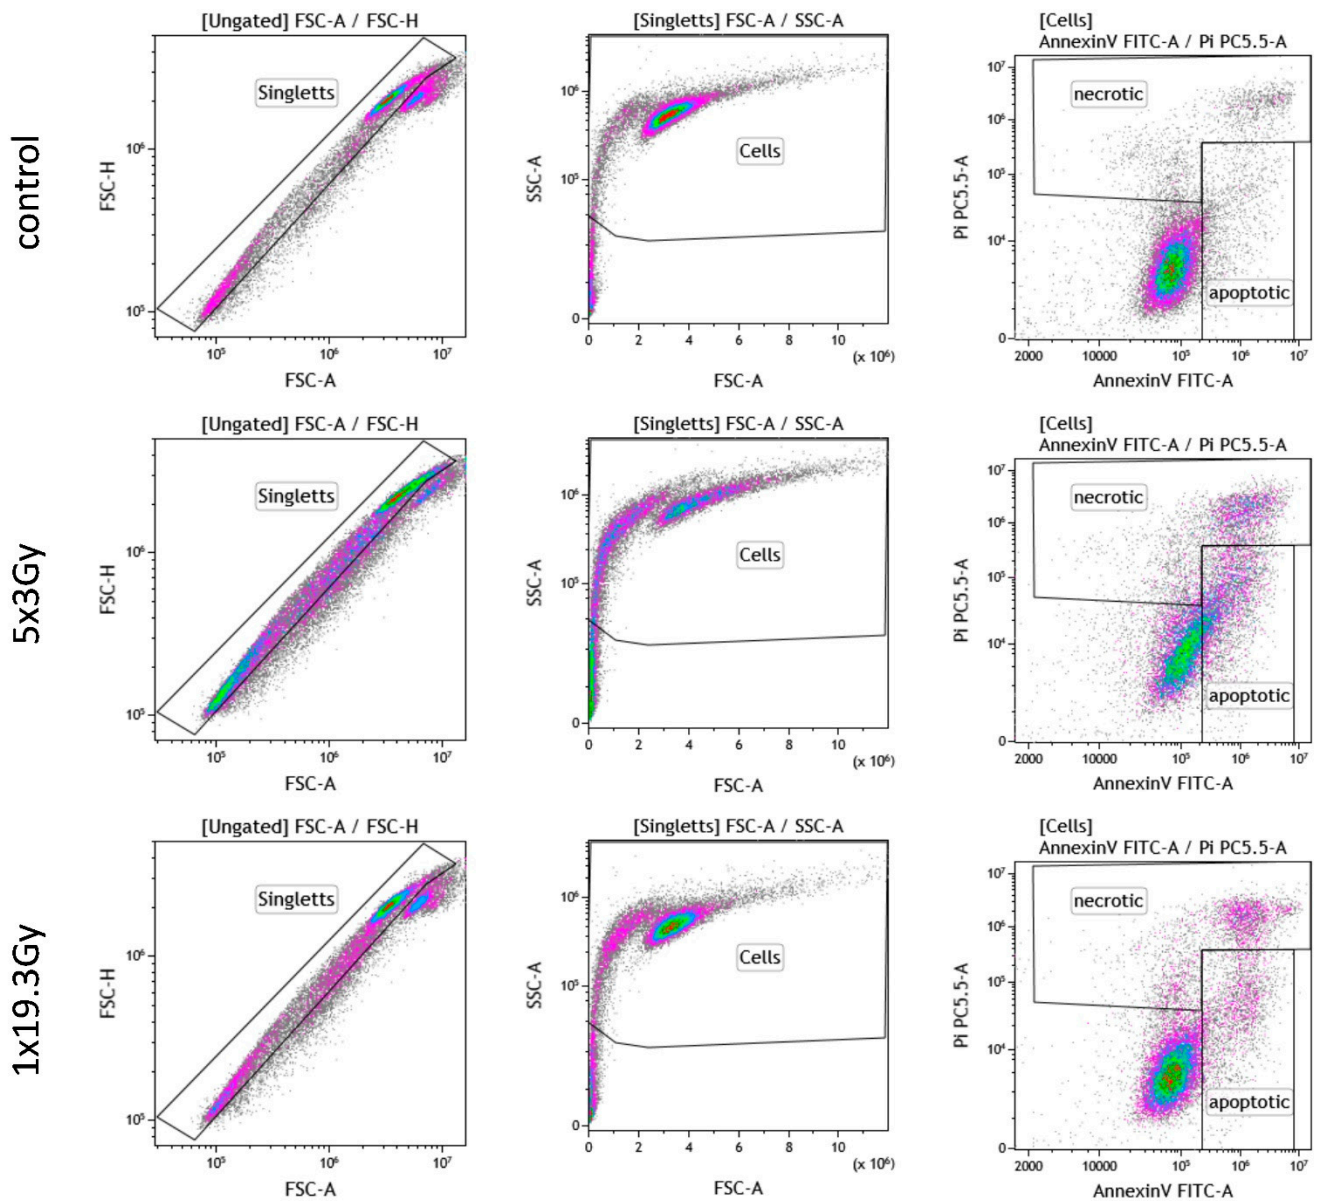 control
[Ungated] FSC-A / FSC-H
Singletts
FSC-H
10⁶
10⁵
10⁵
10⁶
10⁷
FSC-A
[Singletts] FSC-A / SSC-A
Cells
SSC-A
10⁶
10⁵
0
0
2
4
6
8
10
(x 10⁶)
FSC-A
[Cells]
AnnexinV FITC-A / Pi PC5.5-A
necrotic
apoptotic
Pi PC5.5-A
10⁷
10⁶
10⁵
10⁴
0
2000
10000
10⁵
10⁶
10⁷
AnnexinV FITC-A
5x3Gy
[Ungated] FSC-A / FSC-H
Singletts
FSC-H
10⁶
10⁵
10⁵
10⁶
10⁷
FSC-A
[Singletts] FSC-A / SSC-A
Cells
SSC-A
10⁶
10⁵
0
0
2
4
6
8
10
(x 10⁶)
FSC-A
[Cells]
AnnexinV FITC-A / Pi PC5.5-A
necrotic
apoptotic
Pi PC5.5-A
10⁷
10⁶
10⁵
10⁴
0
2000
10000
10⁵
10⁶
10⁷
AnnexinV FITC-A
1x19.3Gy
[Ungated] FSC-A / FSC-H
Singletts
FSC-H
10⁶
10⁵
10⁵
10⁶
10⁷
FSC-A
[Singletts] FSC-A / SSC-A
Cells
SSC-A
10⁶
10⁵
0
0
2
4
6
8
10
(x 10⁶)
FSC-A
[Cells]
AnnexinV FITC-A / Pi PC5.5-A
necrotic
apoptotic
Pi PC5.5-A
10⁷
10⁶
10⁵
10⁴
0
2000
10000
10⁵
10⁶
10⁷
AnnexinV FITC-A